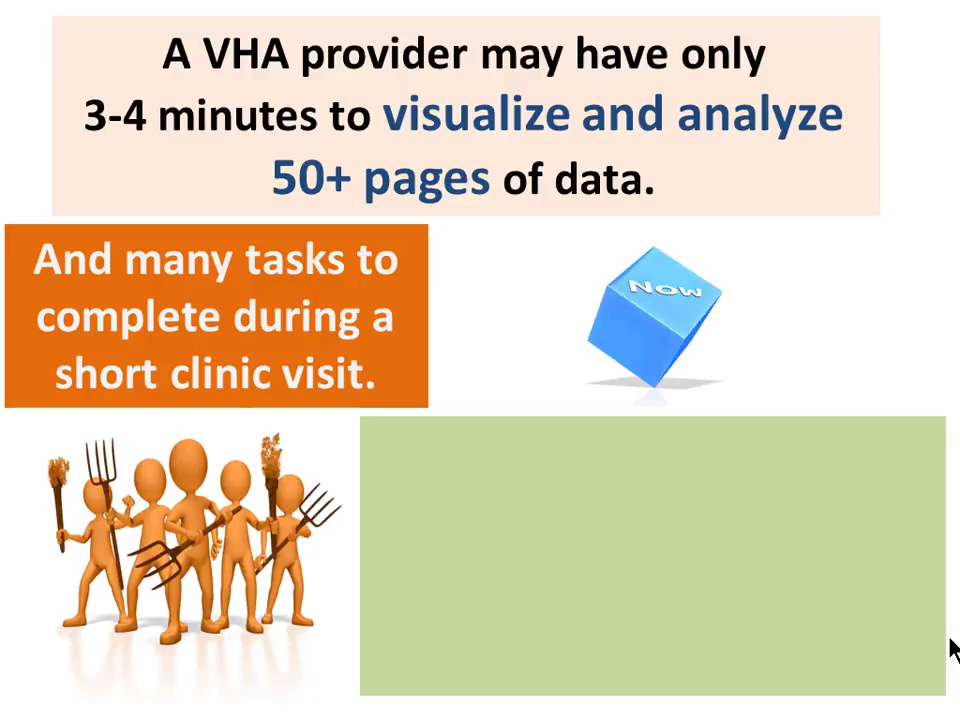 A VHA provider may have only
3-4 minutes to visualize and analyze
50+ pages of data.
And many tasks to
complete during a
short clinic visit.
Now